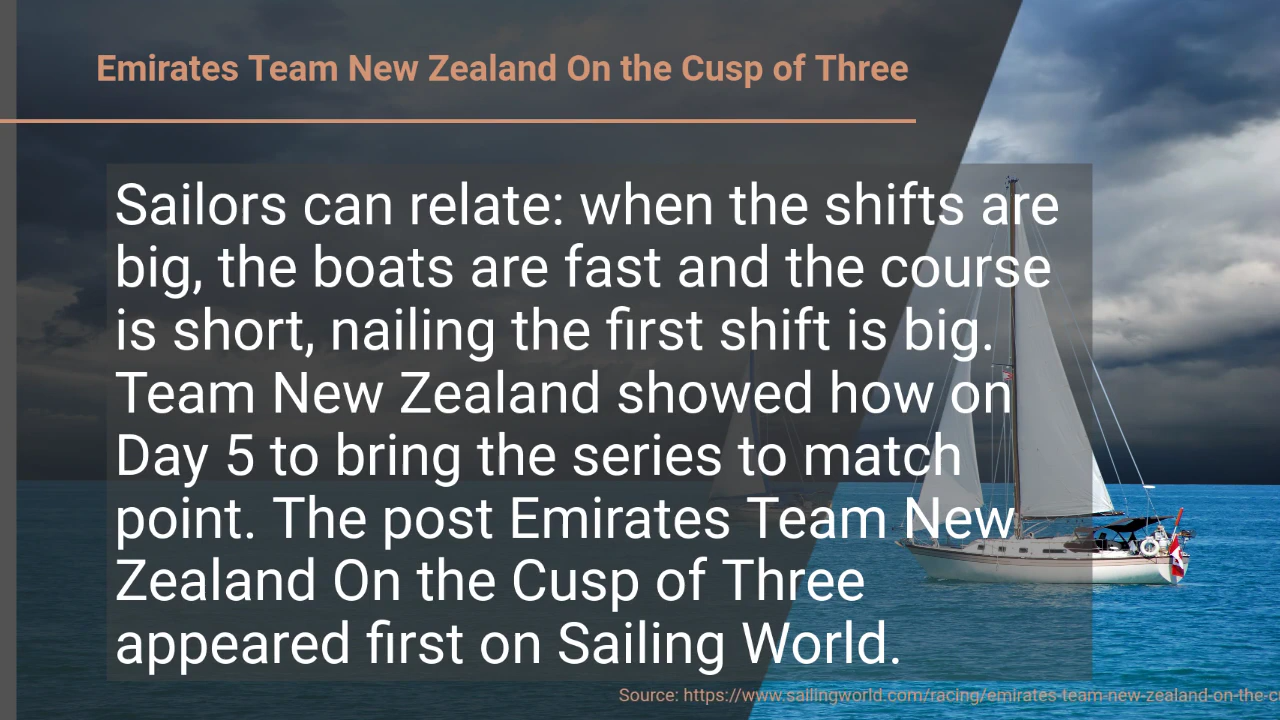 Emirates Team New Zealand On the Cusp of Three
Sailors can relate: when the shifts are
big, the boats are fast and the course
is short, nailing the first shift is big.
Team New Zealand showed how on
Day 5 to bring the series to match
point. The post Emirates Team New
Zealand On the Cusp of Three
appeared first on Sailing World.
Source: https://www.sailingworld.com/racing/emirates-team-new-zealand-on-the-c